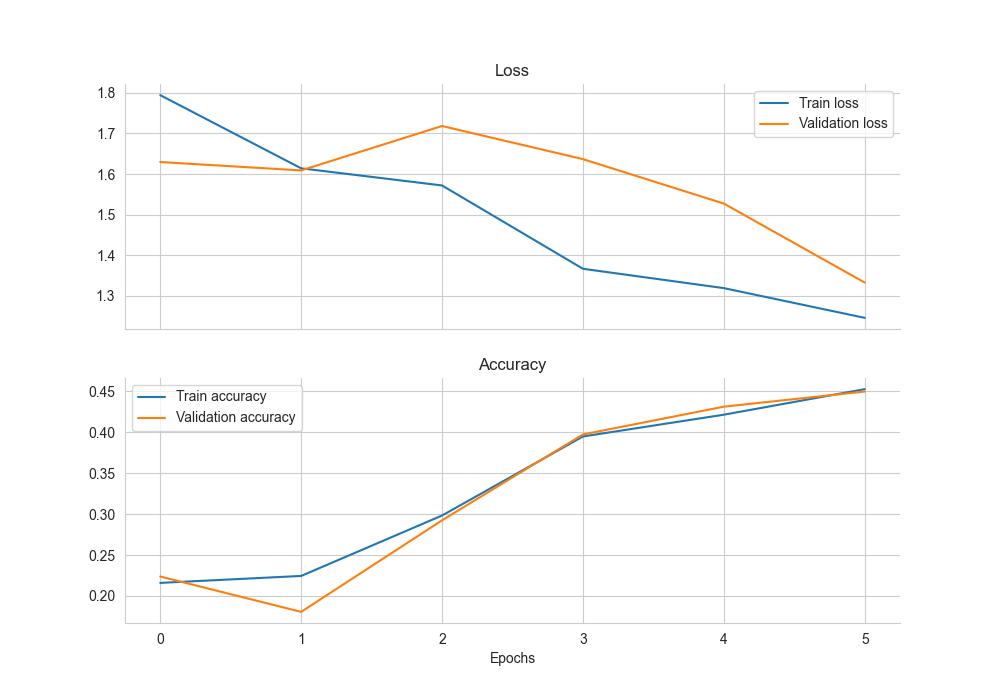 Loss
1.8
1.7
1.6
1.5
1.4
1.3
Train loss
Validation loss
Accuracy
0.45
0.40
0.35
0.30
0.25
0.20
Train accuracy
Validation accuracy
0 1 2 3 4 5
Epochs